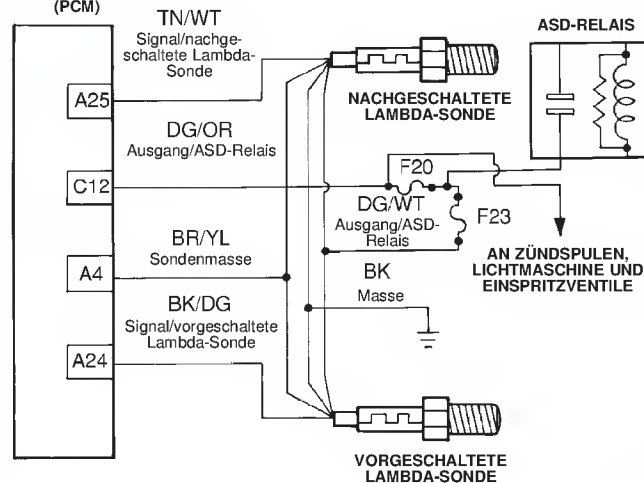 (PCM)
TN/WT
Signal/nachge-
schaltete Lambda-
Sonde
ASD-RELAIS
A25
NACHGESCHALTETE
LAMBDA-SONDE
DG/OR
Ausgang/ASD-Relais
F20
C12
DG/WT
Ausgang/ASD-
Relais
F23
BR/YL
Sondenmasse
A4
BK
Masse
AN ZÜNDSPULEN,
LICHTMASCHINE UND
EINSPRITZVENTILE
BK/DG
Signal/vorgeschaltete
Lambda-Sonde
A24
VORGESCHALTETE
LAMBDA-SONDE